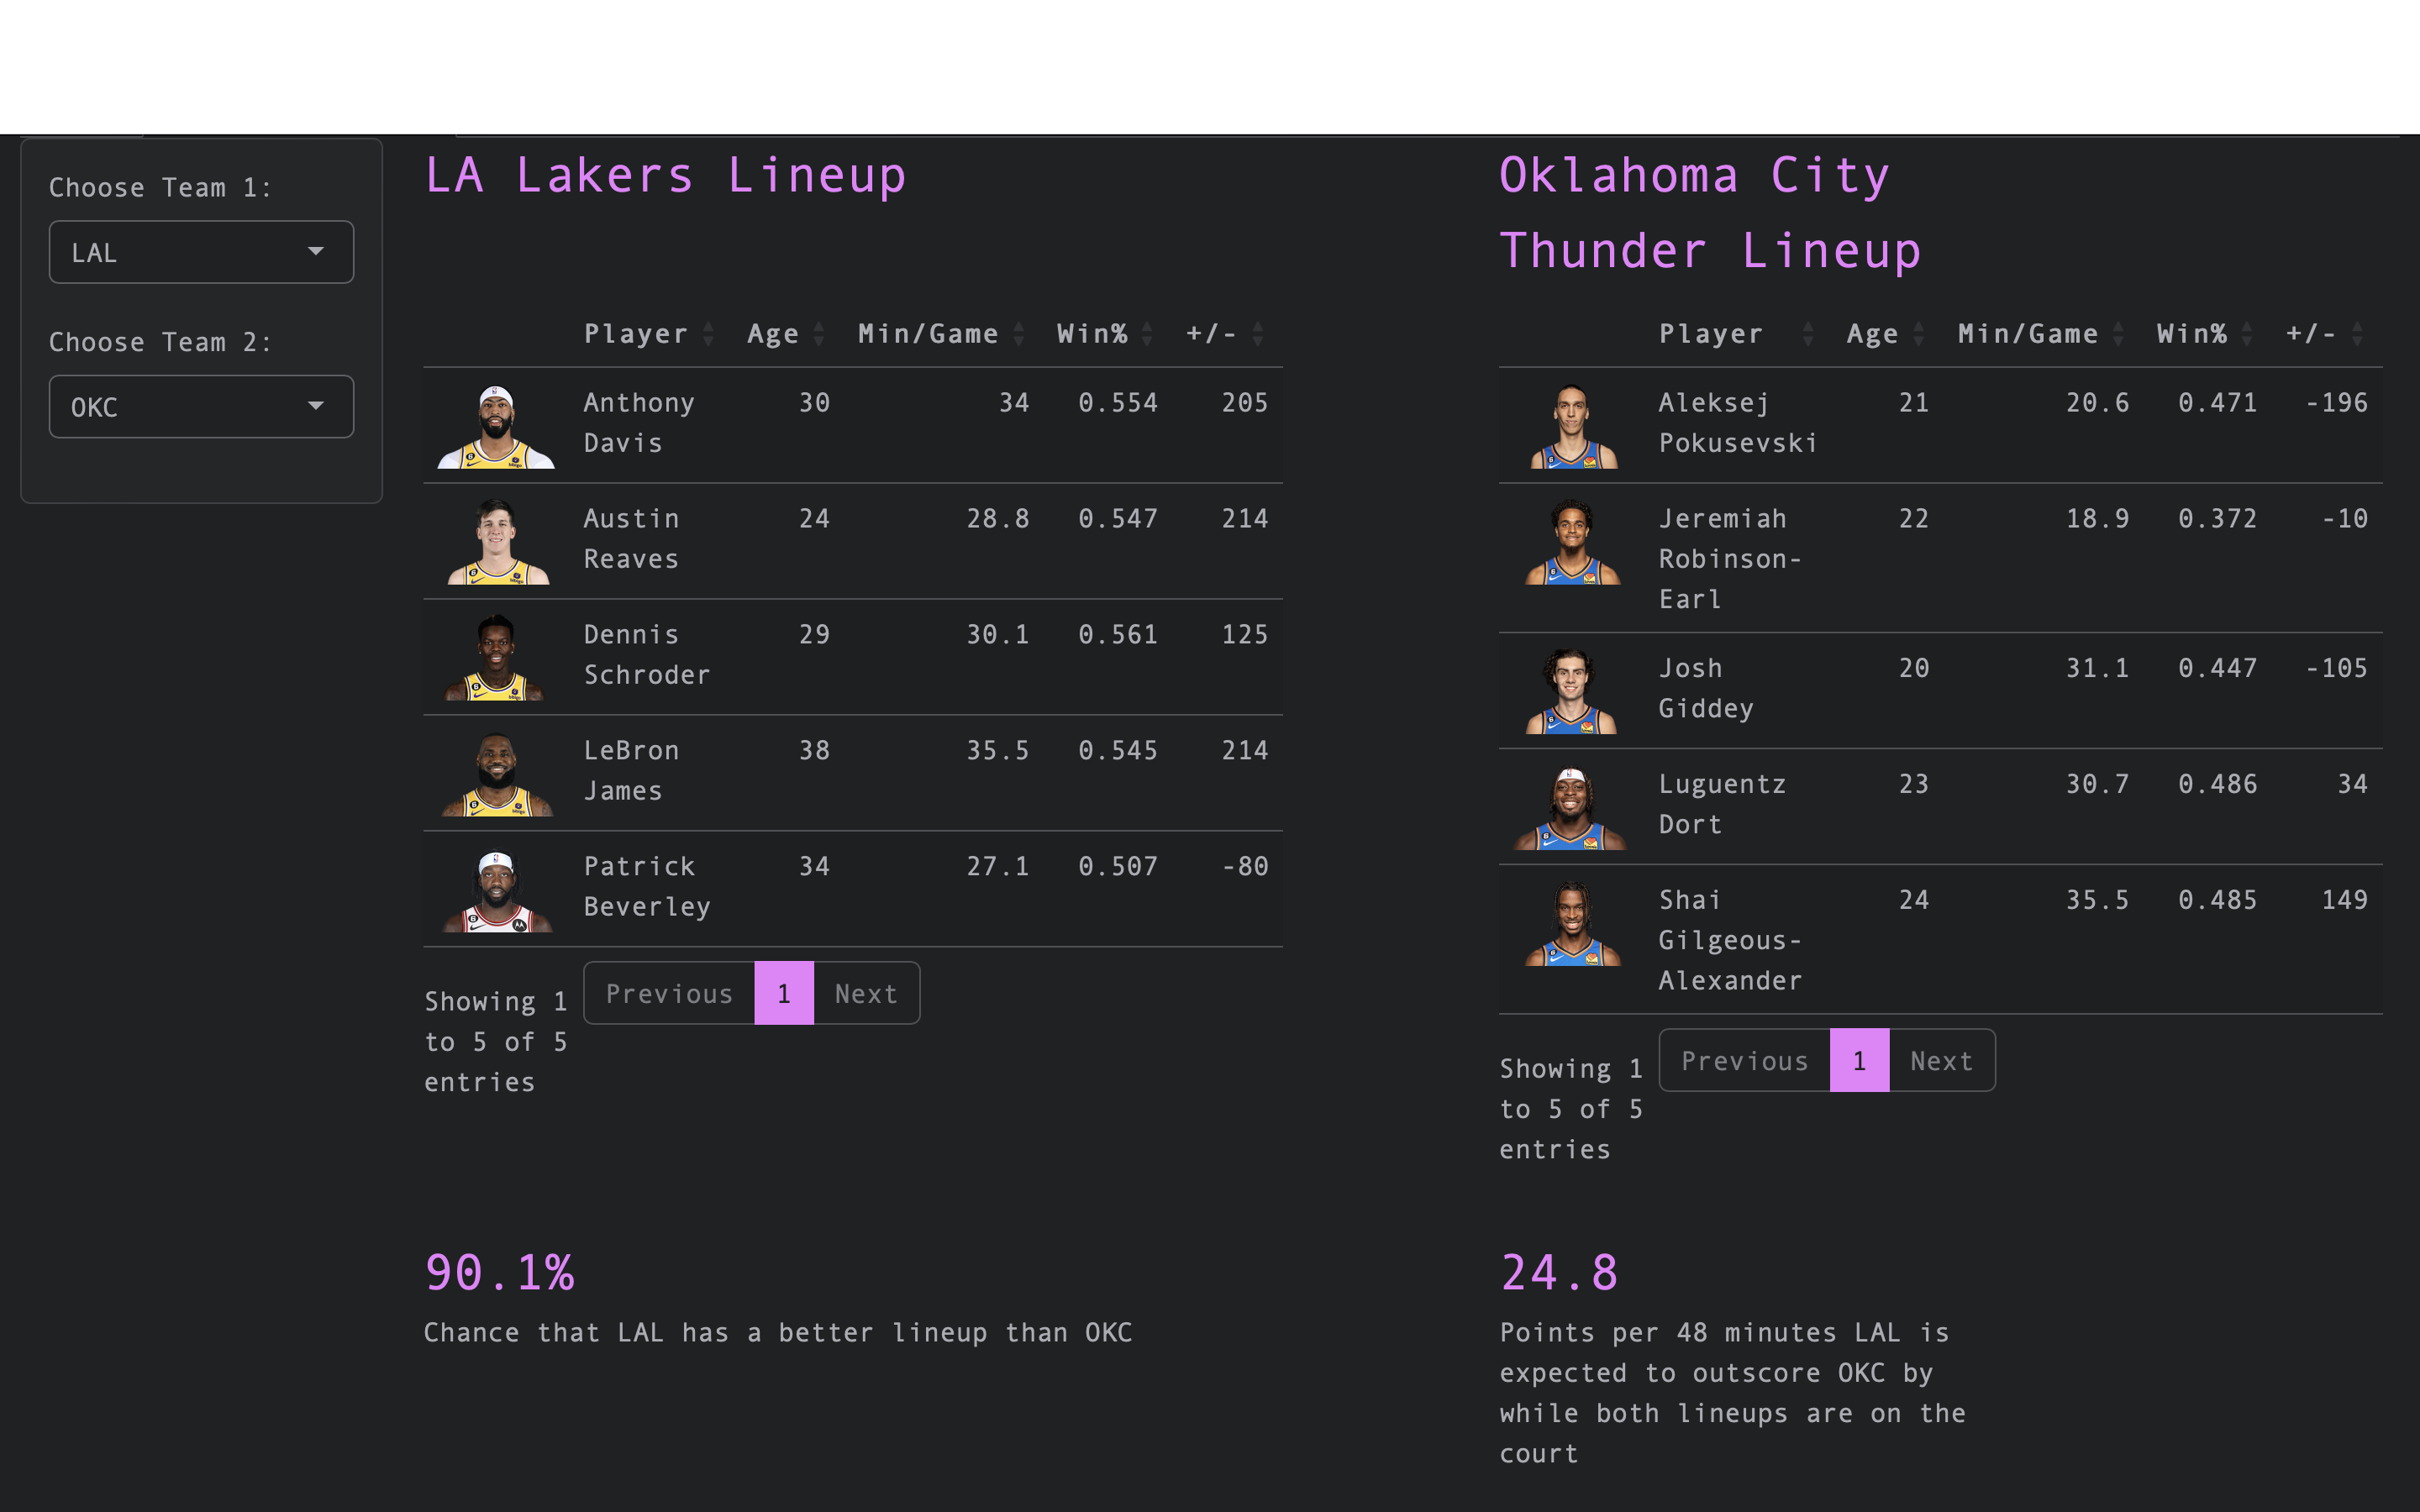 Choose Team 1:
LAL
Choose Team 2:
OKC
LA Lakers Lineup
Player Age Min/Game Win% +/-
Anthony 30 34 0.554 205
Davis
Austin 24 28.8 0.547 214
Reaves
Dennis 29 30.1 0.561 125
Schroder
LeBron 38 35.5 0.545 214
James
Patrick 34 27.1 0.507 -80
Beverley
Showing 1
to 5 of 5
entries
Previous 1 Next
Oklahoma City
Thunder Lineup
Player Age Min/Game Win% +/-
Aleksej 21 20.6 0.471 -196
Pokusevski
Jeremiah 22 18.9 0.372 -10
Robinson-
Earl
Josh 20 31.1 0.447 -105
Giddey
Luguentz 23 30.7 0.486 34
Dort
Shai 24 35.5 0.485 149
Gilgeous-
Alexander
Showing 1
to 5 of 5
entries
Previous 1 Next
90.1%
Chance that LAL has a better lineup than OKC
24.8
Points per 48 minutes LAL is
expected to outscore OKC by
while both lineups are on the
court